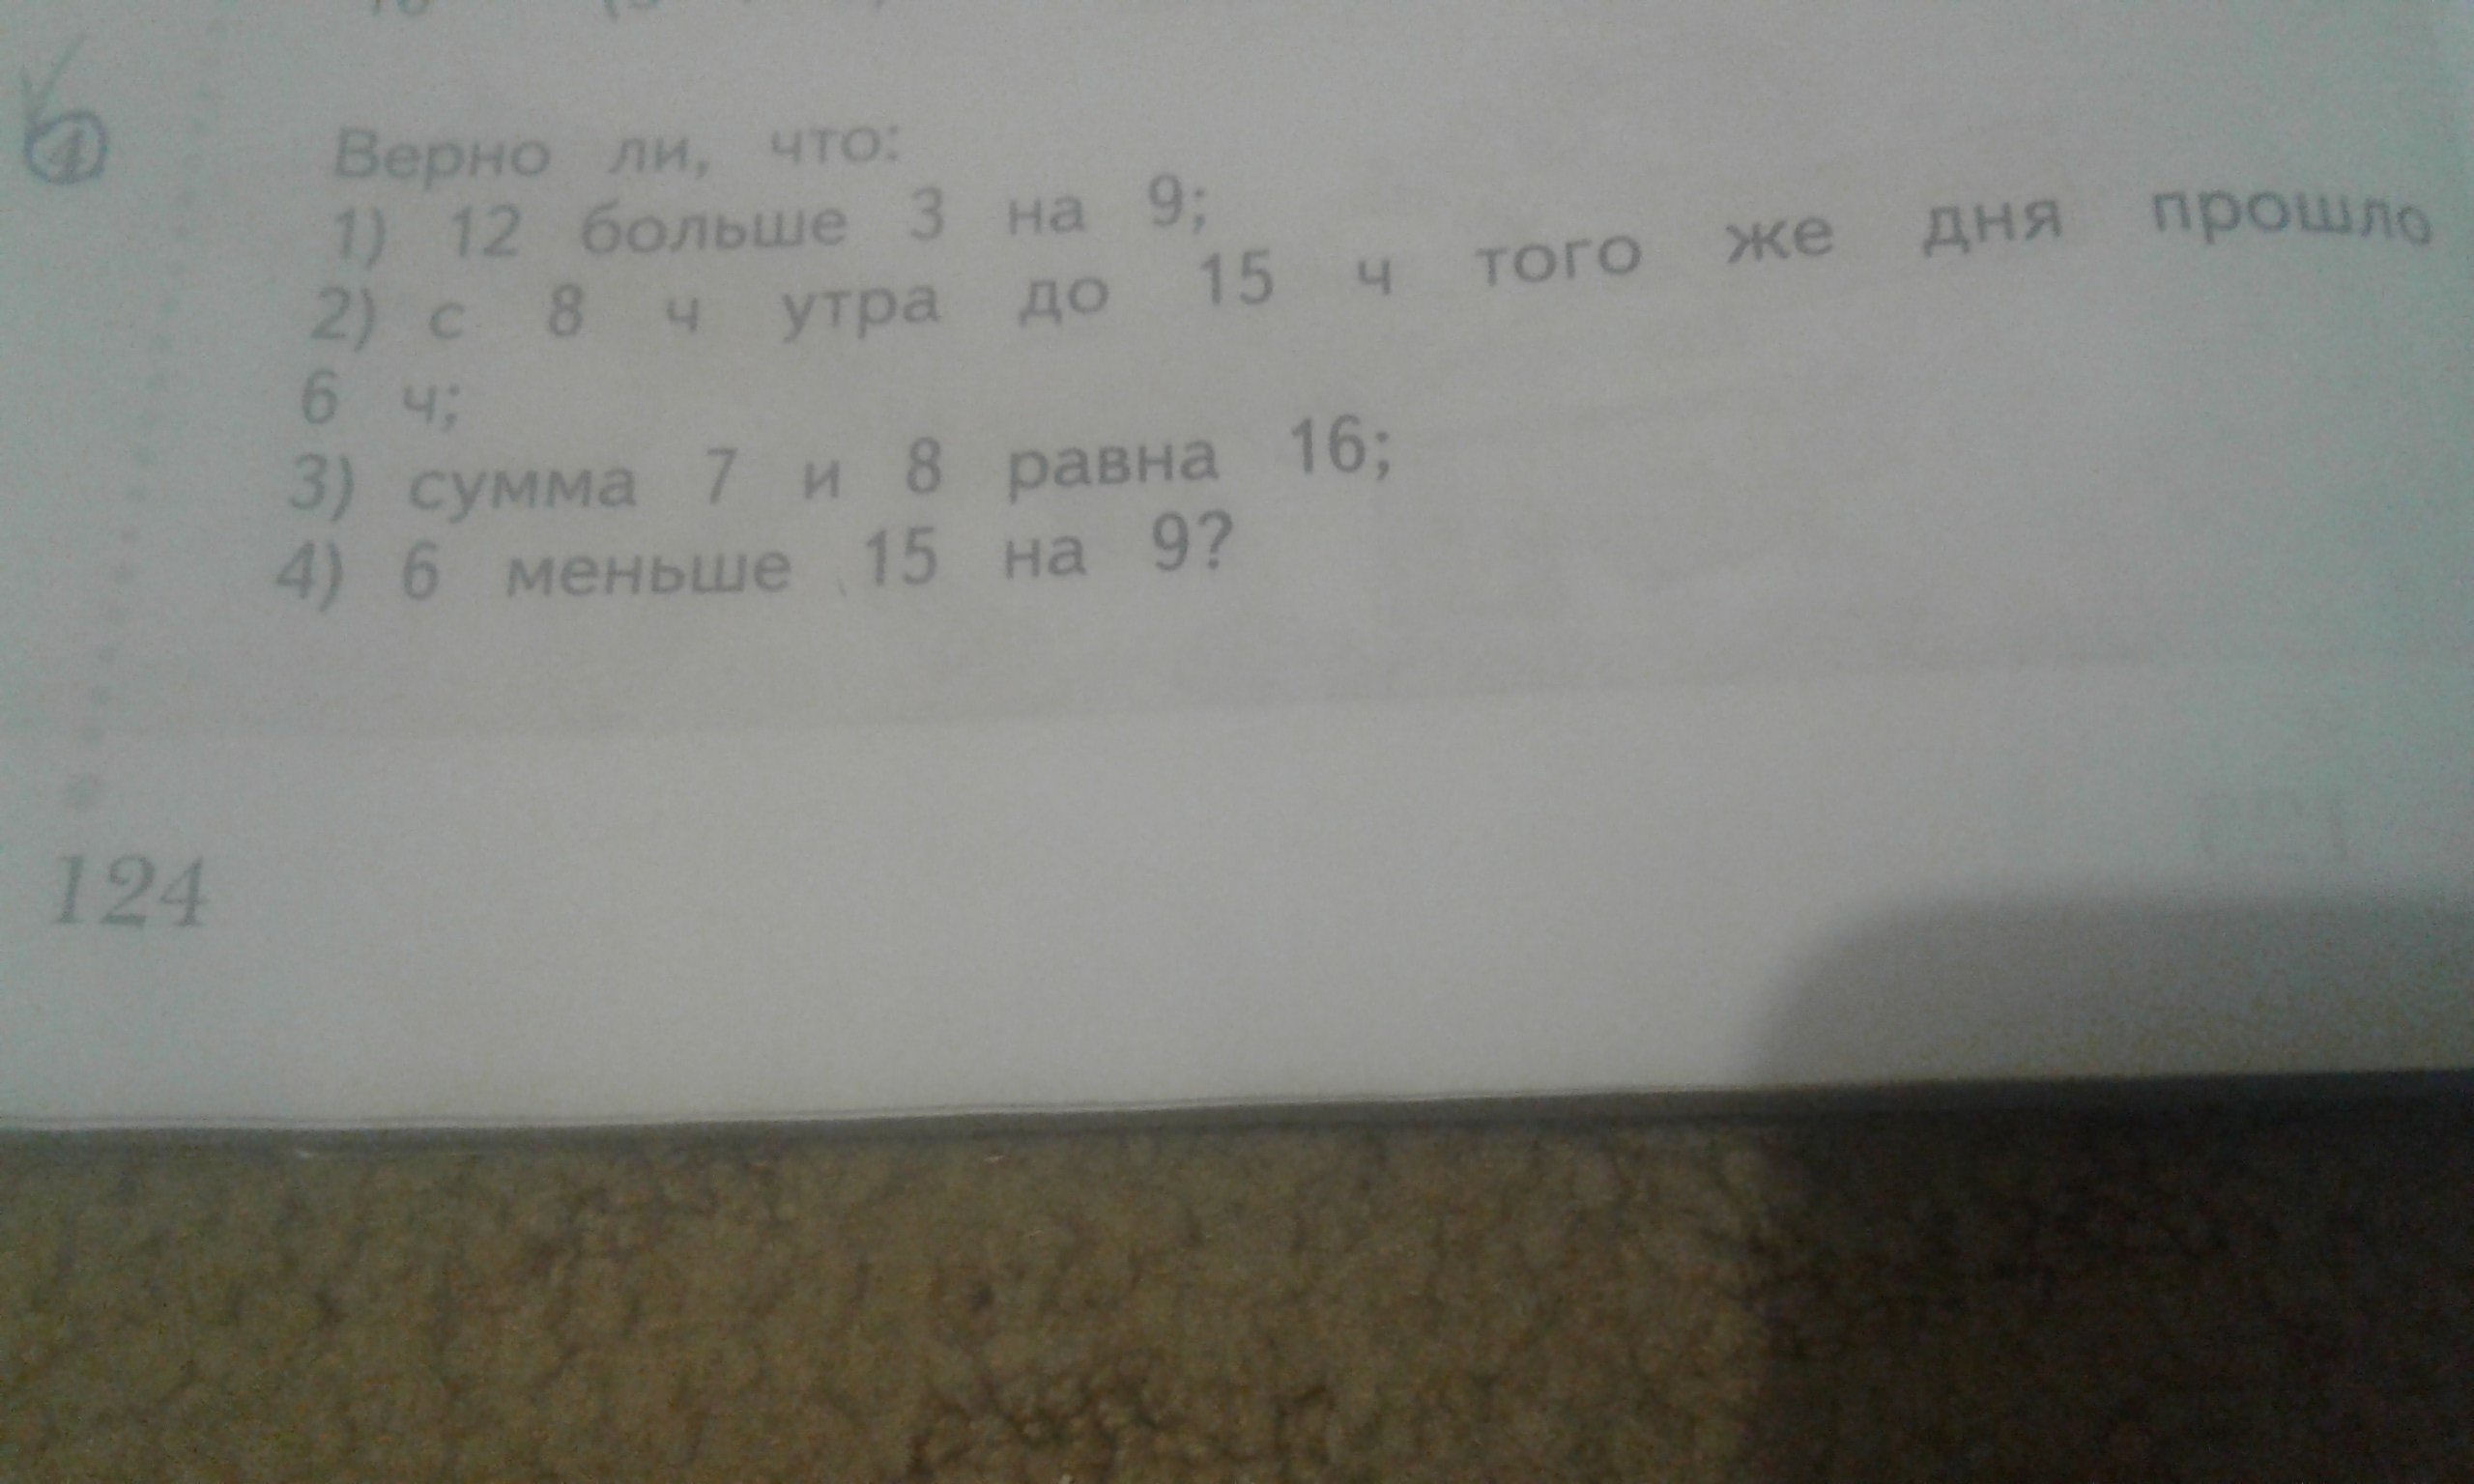 1
Верно ли, что:
1) 12 больше 3 на 9;
2) с 8 ч утра до 15 ч того же дня прошло
6 ч;
3) сумма 7 и 8 равна 16;
4) 6 меньше 15 на 9?
124